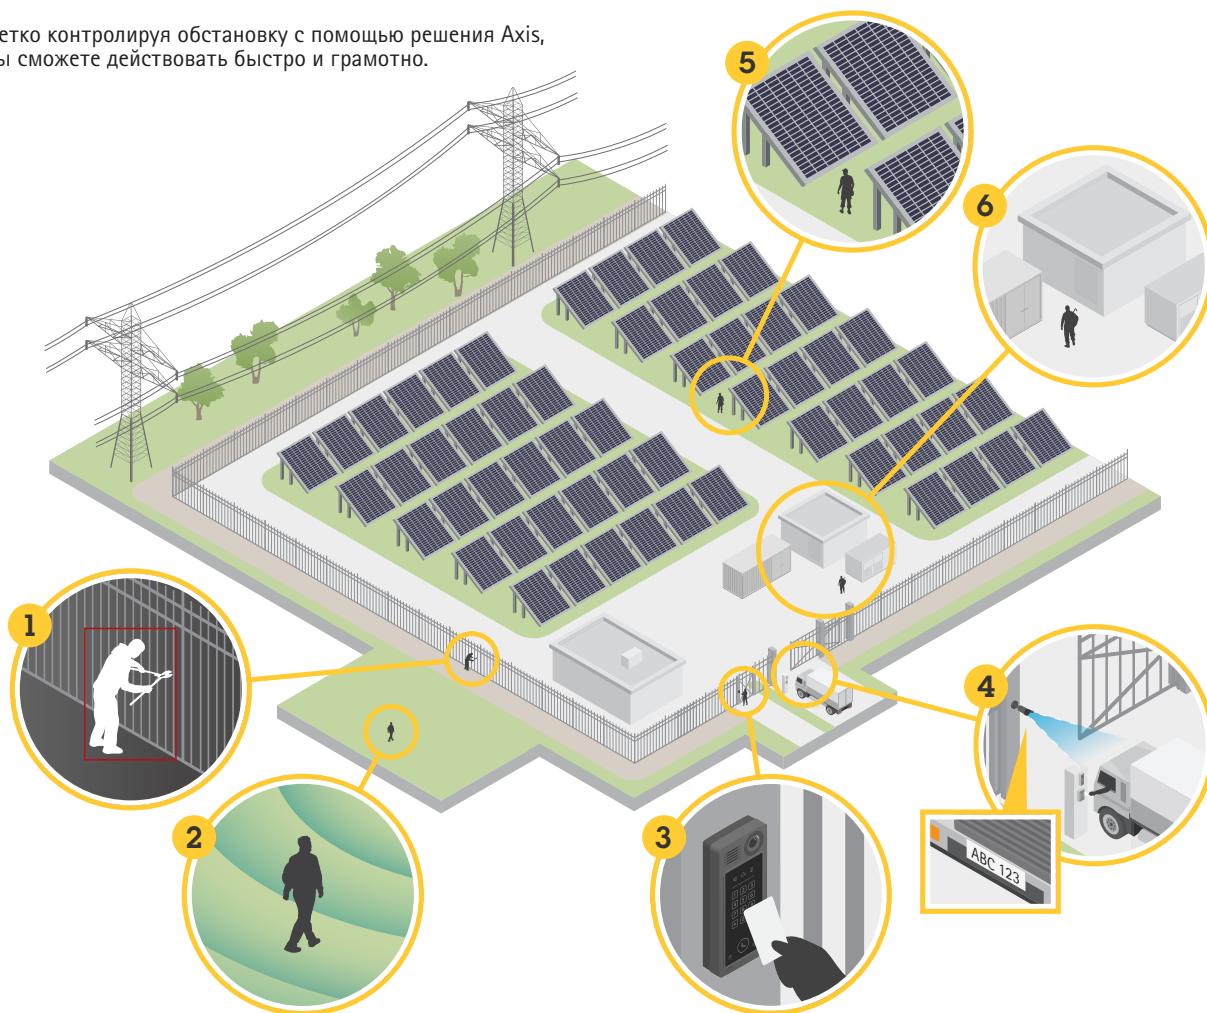 етко контролируя обстановку с помощью решения Axis,
ы сможете действовать быстро и грамотно.
5
6
1
4
2
3
ABC 123